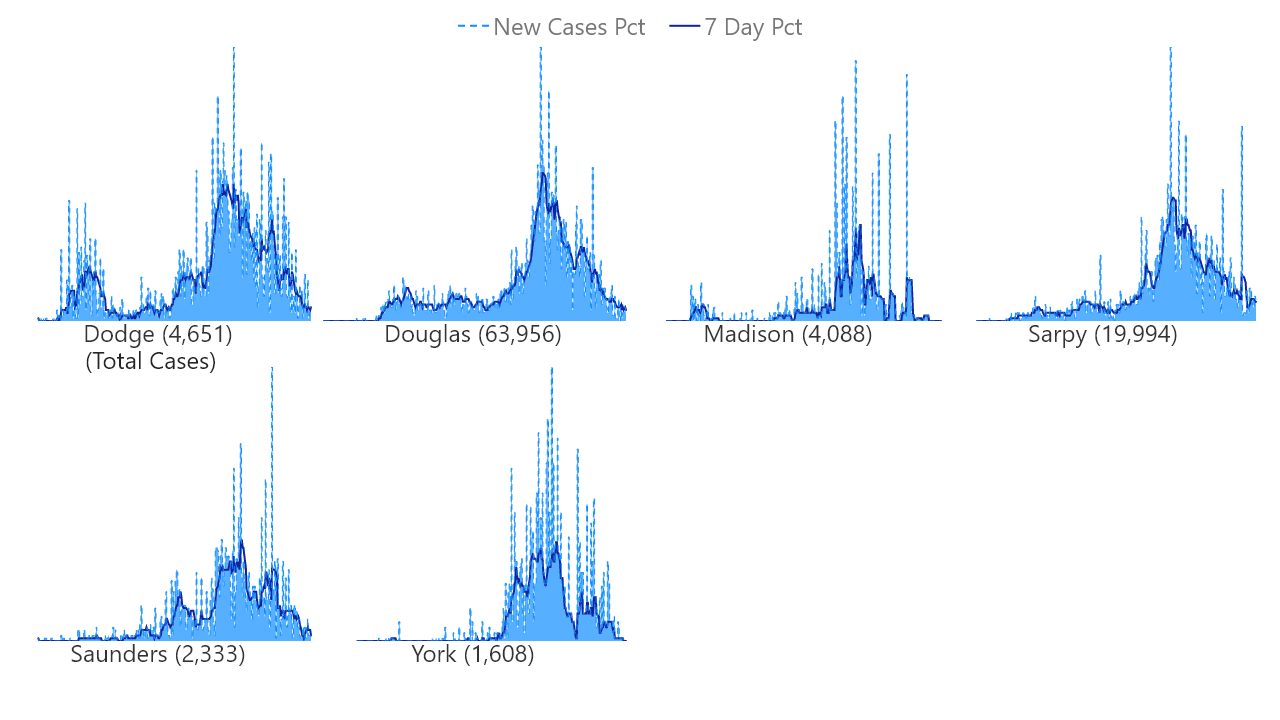 New Cases Pct 7 Day Pct
Dodge (4,651)
(Total Cases)
Douglas (63,956)
Madison (4,088)
Sarpy (19,994)
Saunders (2,333)
York (1,608)